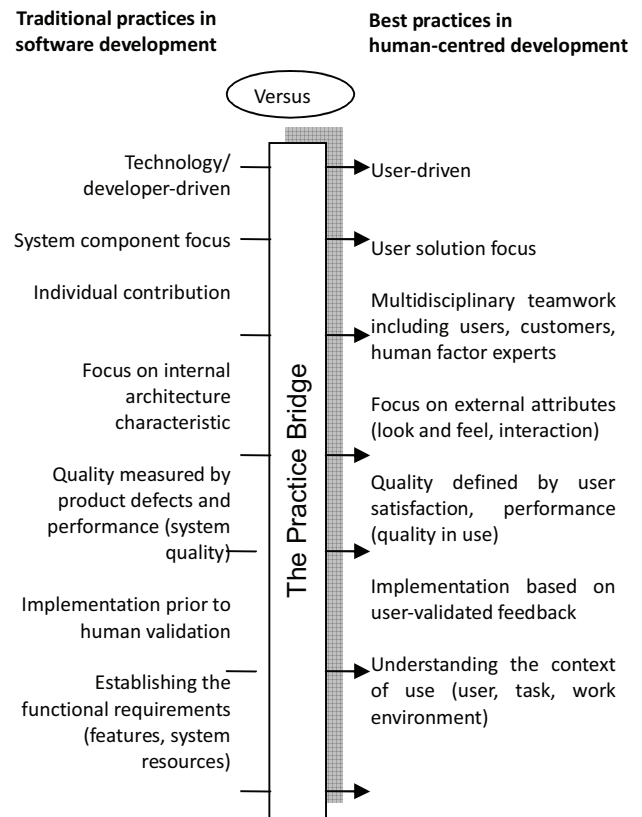 Traditional practices in
software development
Best practices in
human-centred development
Versus
Technology/
developer-driven
System component focus
Individual contribution
Focus on internal
architecture
characteristic
Quality measured by
product defects and
performance (system
quality)
Implementation prior to
human validation
Establishing the
functional requirements
(features, system
resources)
The Practice Bridge
User-driven
User solution focus
Multidisciplinary teamwork
including users, customers,
human factor experts
Focus on external attributes
(look and feel, interaction)
Quality defined by user
satisfaction, performance
(quality in use)
Implementation based on
user-validated feedback
Understanding the context
of use (user, task, work
environment)